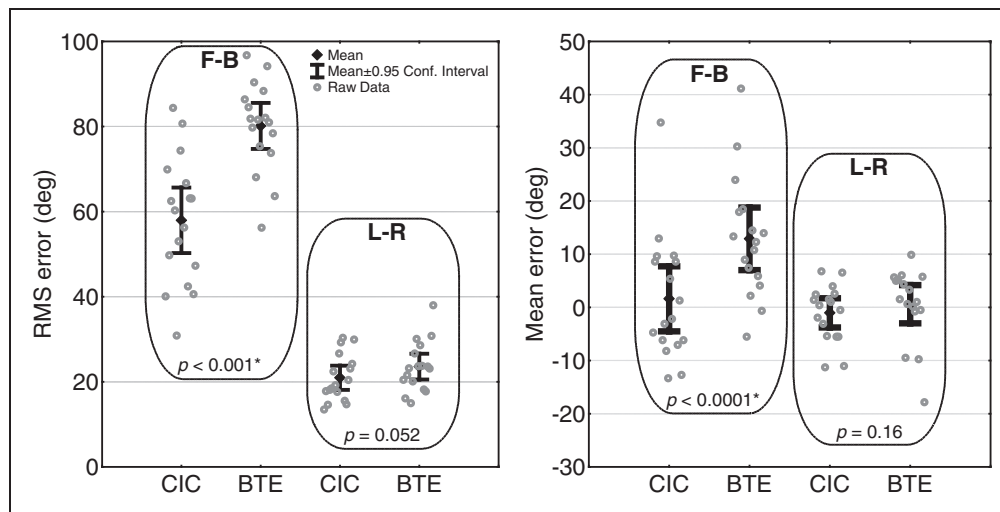 100
80
60
40
20
0
RMS error (deg)
F-B
Mean
Mean±0.95 Conf. Interval
Raw Data
L-R
p < 0.001*
p = 0.052
CIC BTE CIC BTE
50
40
30
20
10
0
-10
-20
-30
Mean error (deg)
F-B
L-R
p < 0.0001*
p = 0.16
CIC BTE CIC BTE